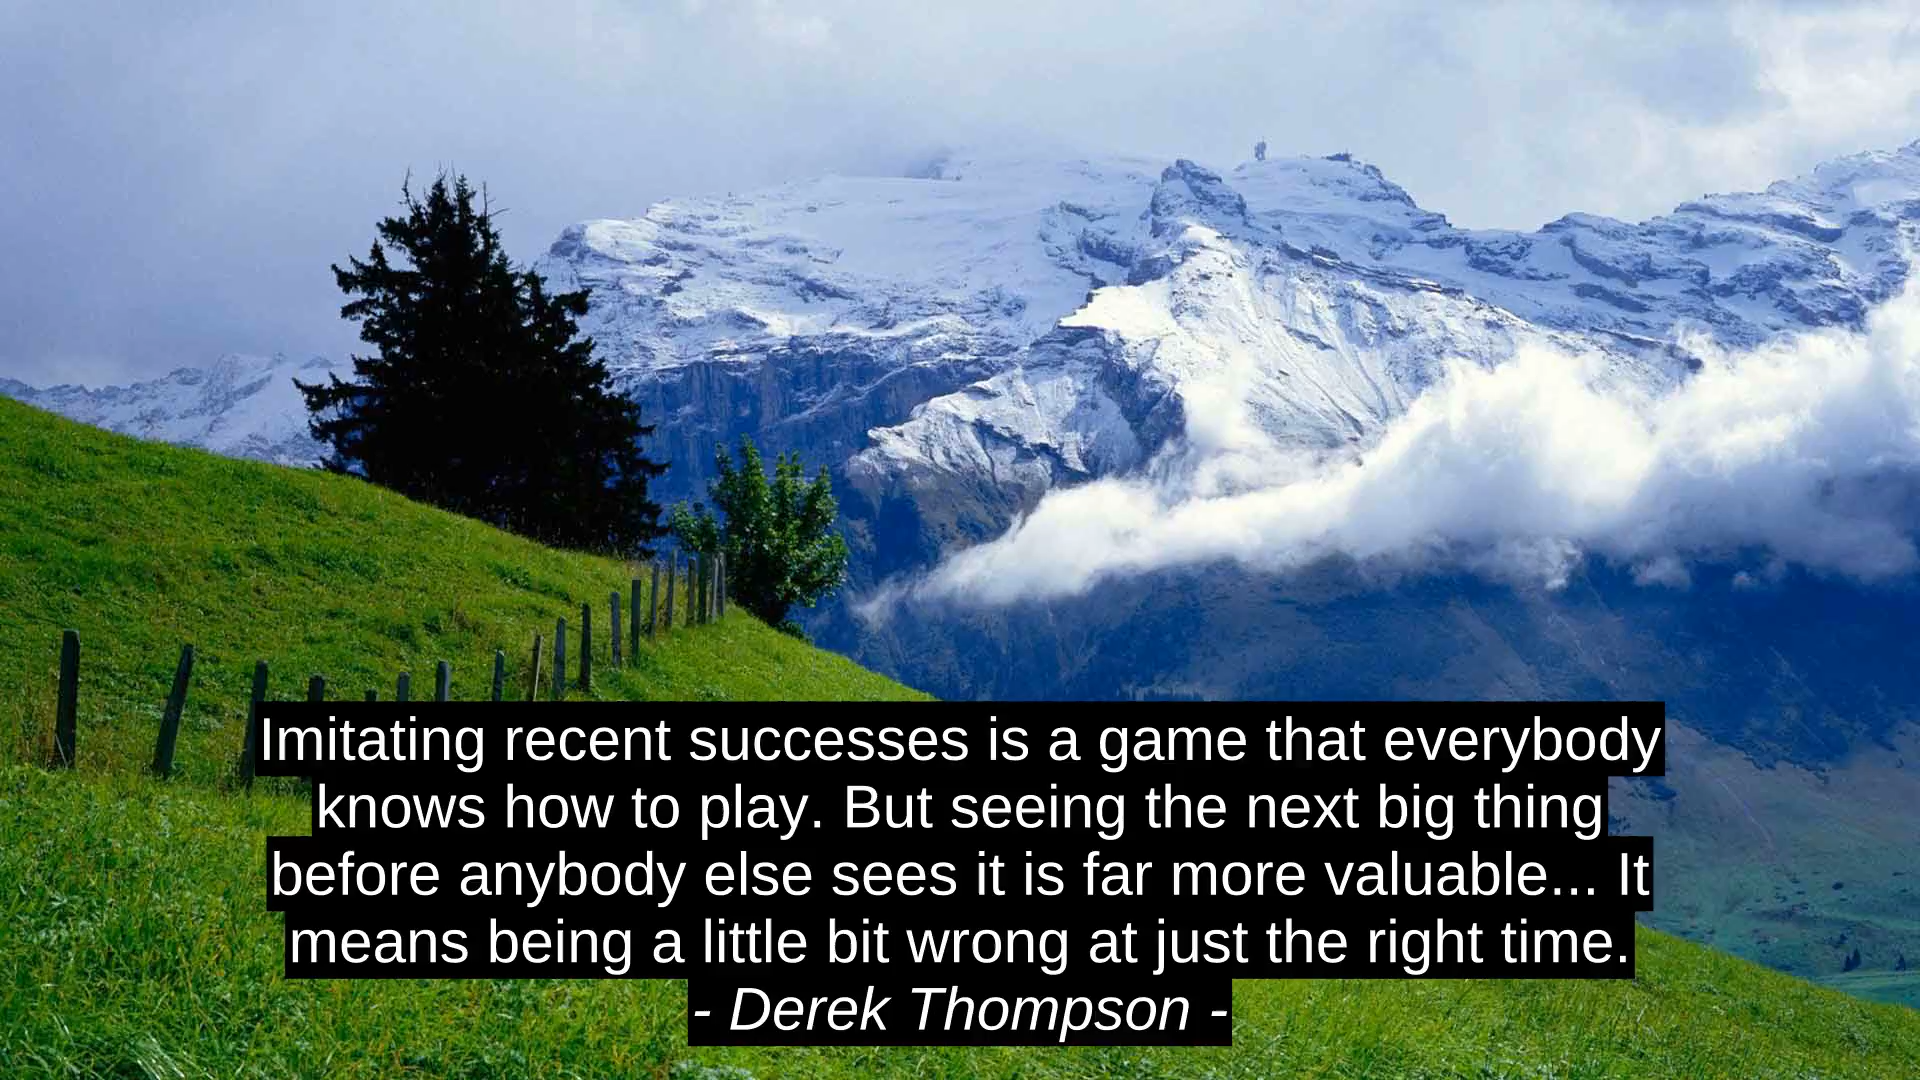 Imitating recent successes is a game that everybody
knows how to play. But seeing the next big thing
before anybody else sees it is far more valuable... It
means being a little bit wrong at just the right time.
- Derek Thompson -